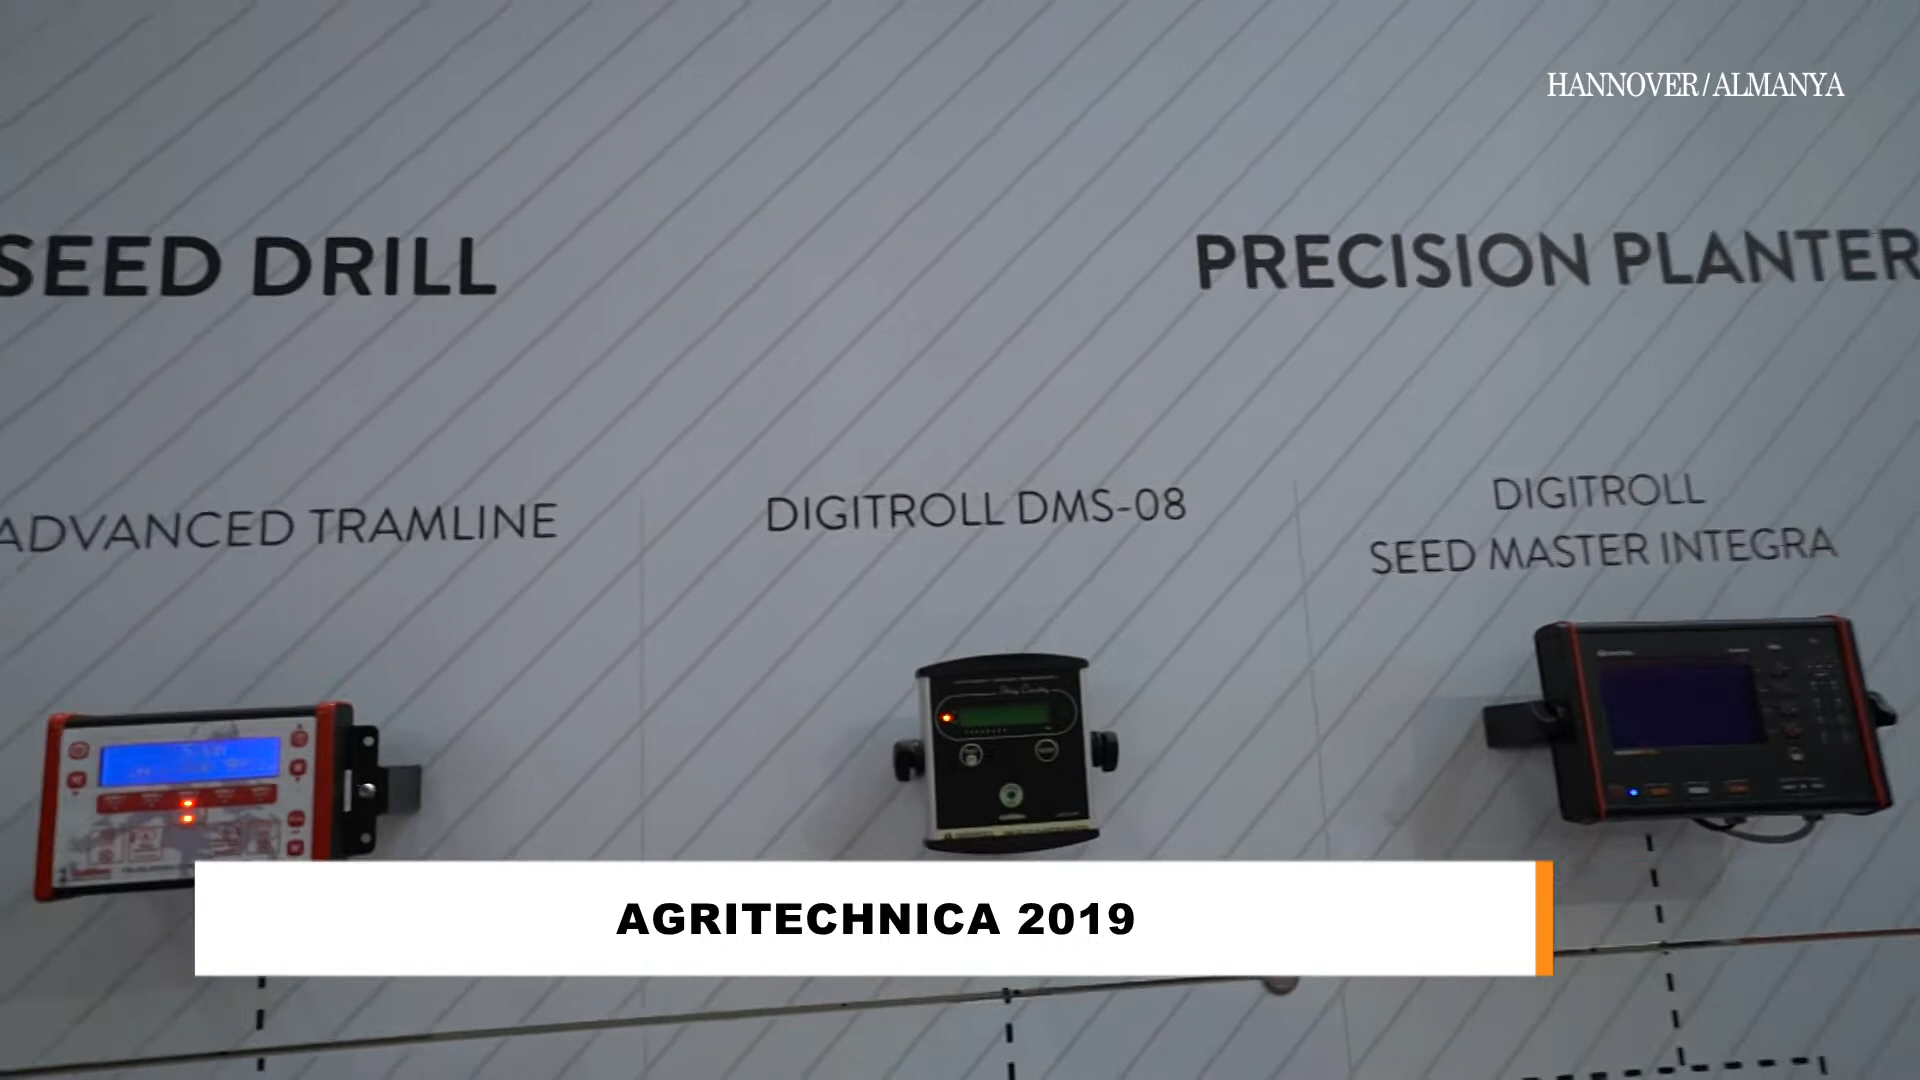 HANNOVER/ALMANYA
SEED DRILL
PRECISION PLANTER
ADVANCED TRAMLINE
DIGITROLL DMS-08
DIGITROLL
SEED MASTER INTEGRA
AGRITECHNICA 2019